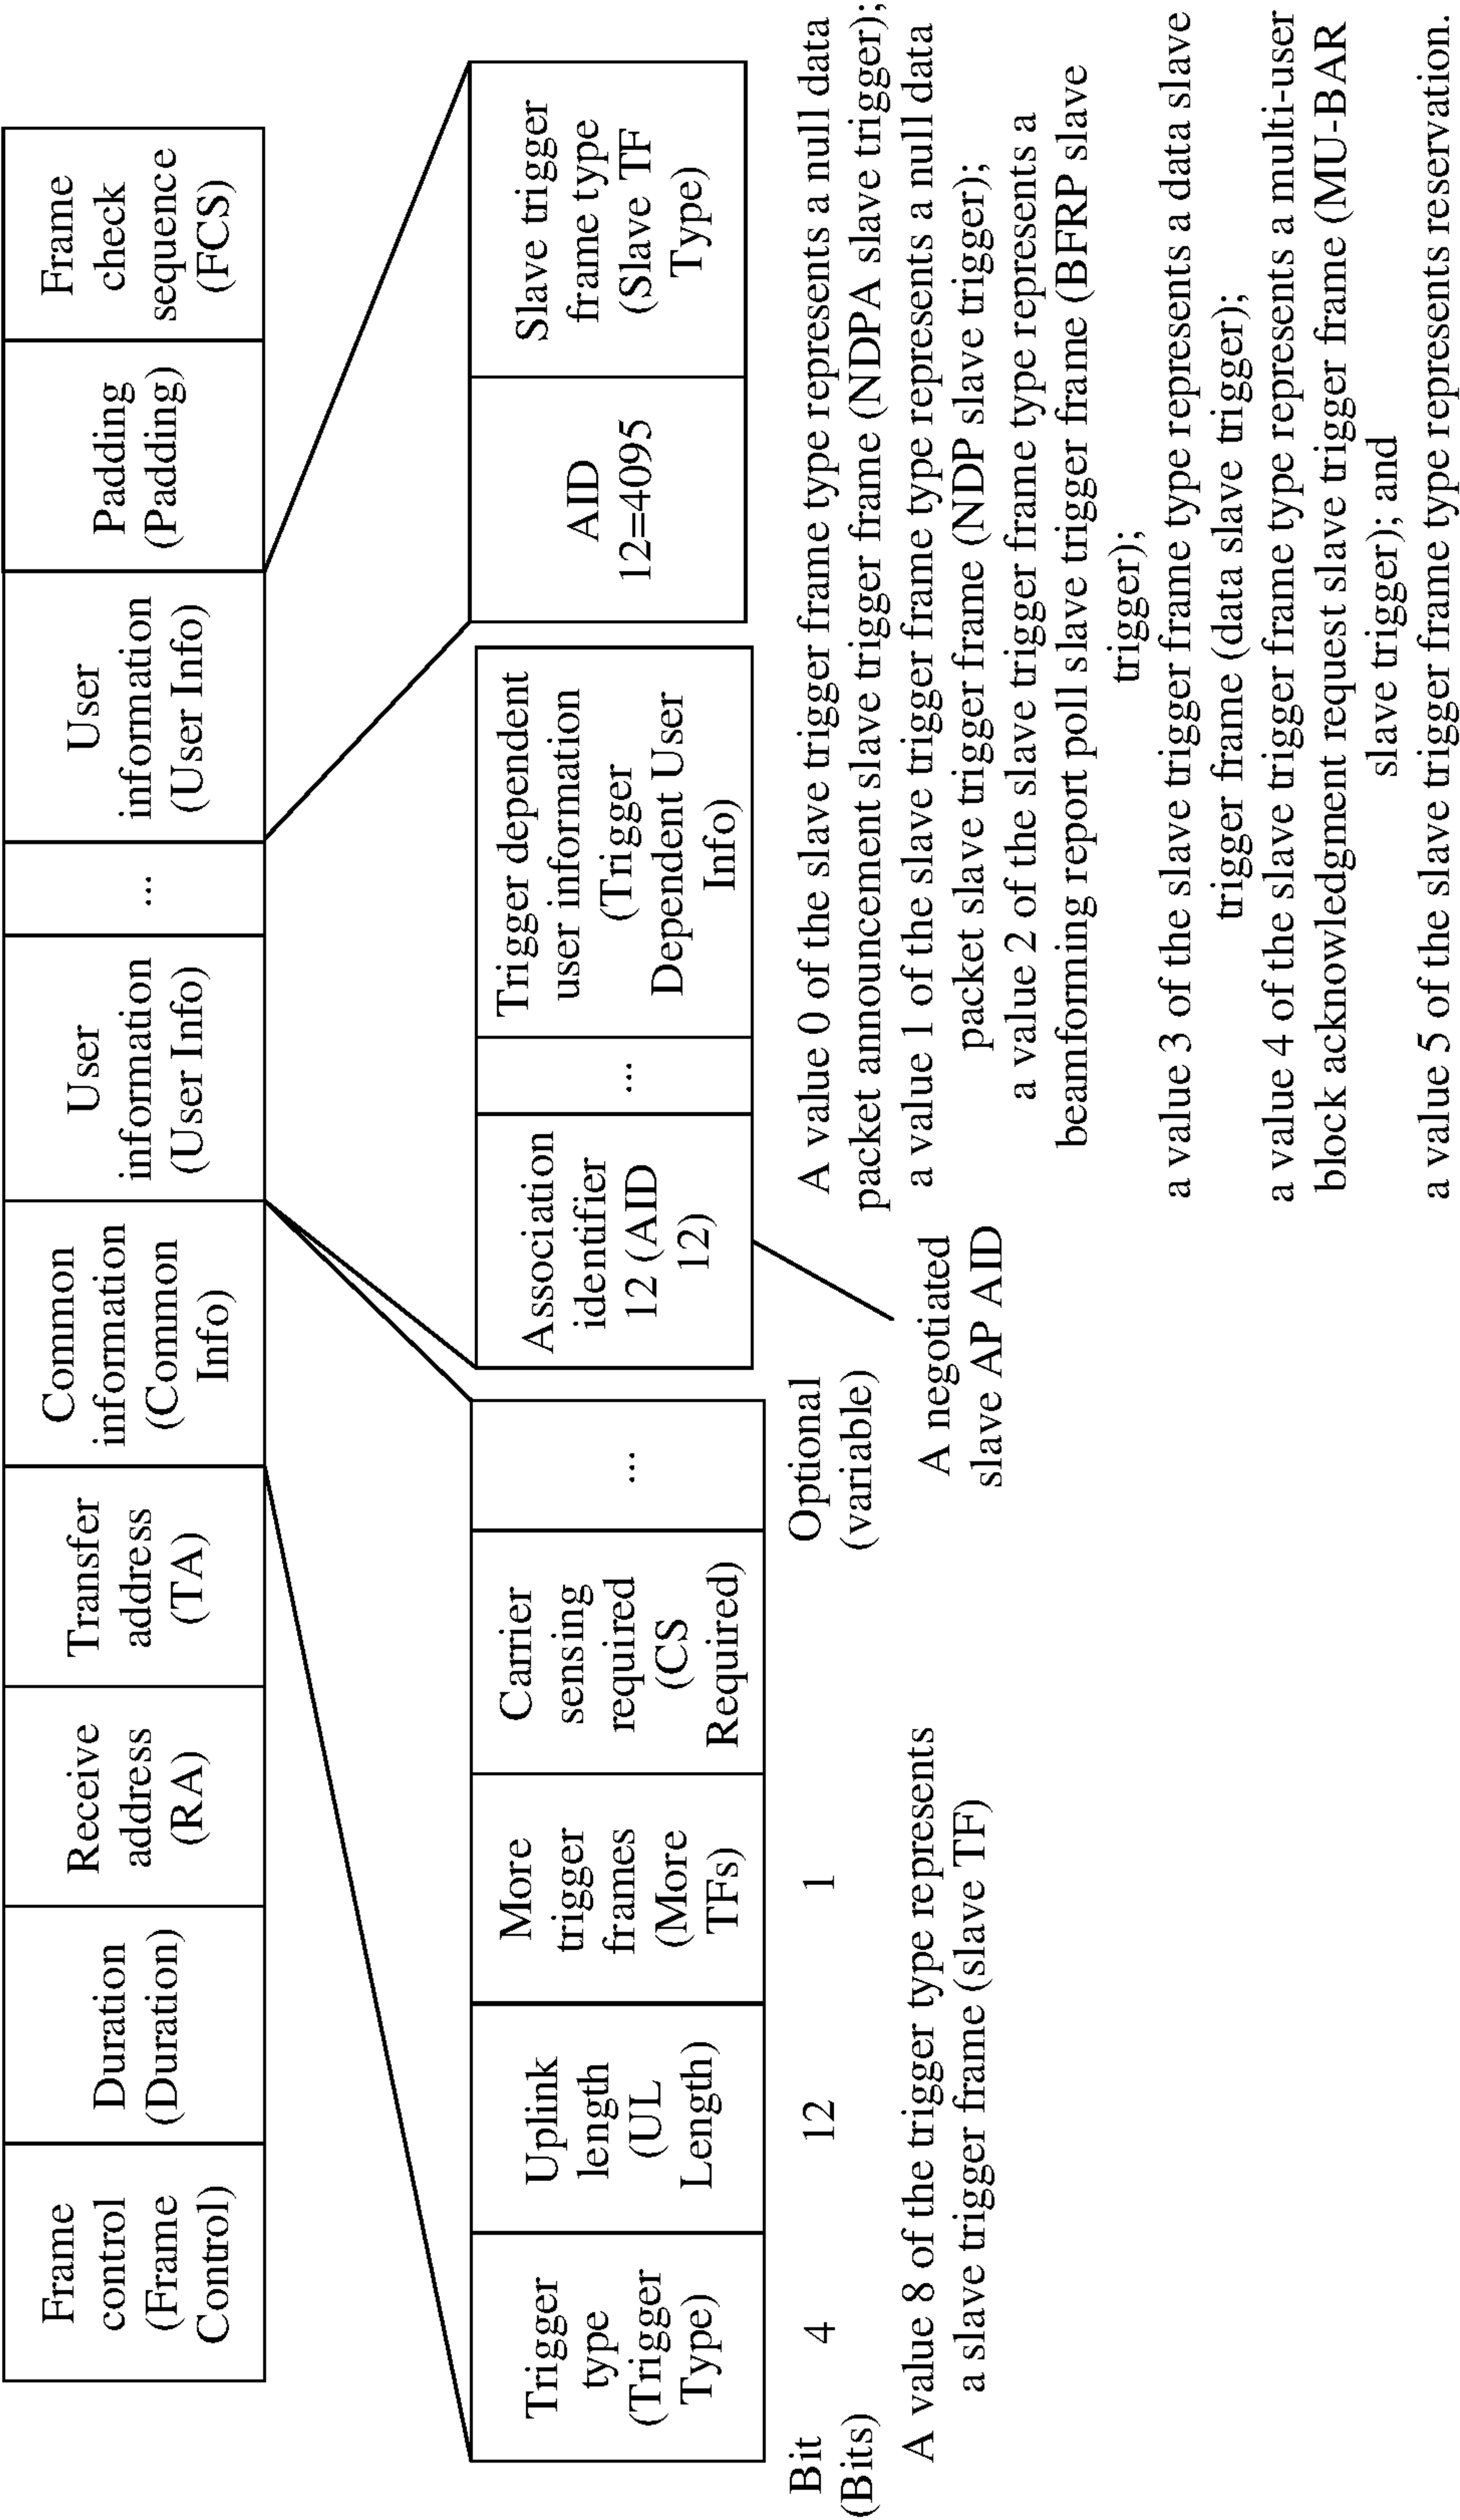 Frame
control
(Frame
Control)
Duration
(Duration)
Receive
address
(RA)
Transfer
address
(TA)
Common
information
(Common
Info)
User
information
(User Info)
...
User
information
(User Info)
Padding
(Padding)
Frame
check
sequence
(FCS)
Trigger
type
(Trigger
Type)
Uplink
length
(UL
Length)
More
trigger
frames
(More
TFs)
Carrier
sensing
required
(CS
Required)
...
Association
identifier
12 (AID
12)
...
Trigger dependent
user information
(Trigger
Dependent User
Info)
AID
12=4095
Slave trigger
frame type
(Slave TF
Type)
Bit
(Bits)
4
12
1
Optional
(variable)
A value 8 of the trigger type represents
a slave trigger frame (slave TF)
A negotiated
slave AP AID
A value 0 of the slave trigger frame type represents a null data
packet announcement slave trigger frame (NDPA slave trigger);
a value 1 of the slave trigger frame type represents a null data
packet slave trigger frame (NDP slave trigger);
a value 2 of the slave trigger frame type represents a
beamforming report poll slave trigger frame (BFRP slave
trigger);
a value 3 of the slave trigger frame type represents a data slave
trigger frame (data slave trigger);
a value 4 of the slave trigger frame type represents a multi-user
block acknowledgment request slave trigger frame (MU-BAR
slave trigger); and
a value 5 of the slave trigger frame type represents reservation.